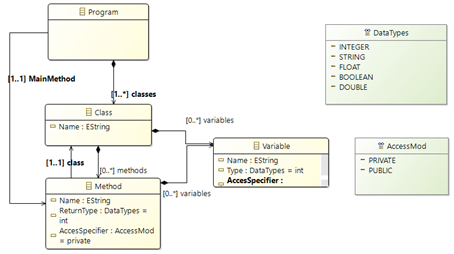 Program
DataTypes
INTEGER
STRING
FLOAT
BOOLEAN
DOUBLE
[1..1] MainMethod
[1..*] classes
Class
Name : EString
[0..*] variables
Variable
Name : EString
Type : DataTypes = int
AccesSpecifier :
AccessMod
PRIVATE
PUBLIC
[1..1] class
[0..*] methods
[0..*] variables
Method
Name : EString
ReturnType : DataTypes =
int
AccesSpecifier : AccessMod
= private